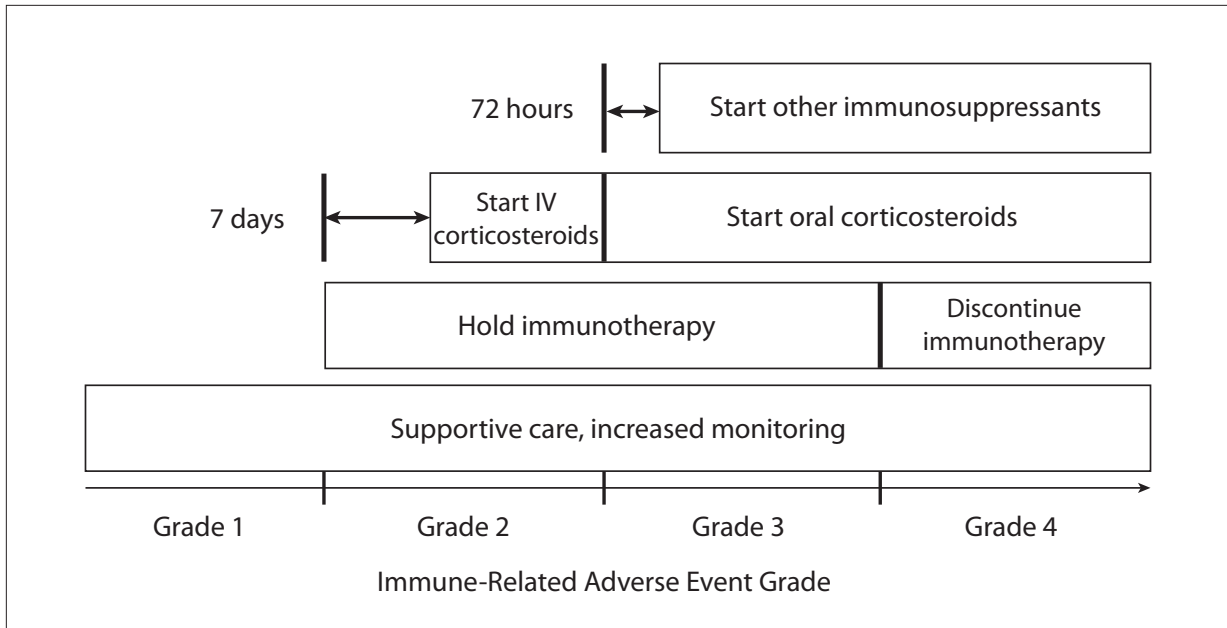 72 hours
Start other immunosuppressants
7 days
Start IV
corticosteroids
Start oral corticosteroids
Hold immunotherapy
Discontinue
immunotherapy
Supportive care, increased monitoring
Grade 1
Grade 2
Grade 3
Grade 4
Immune-Related Adverse Event Grade